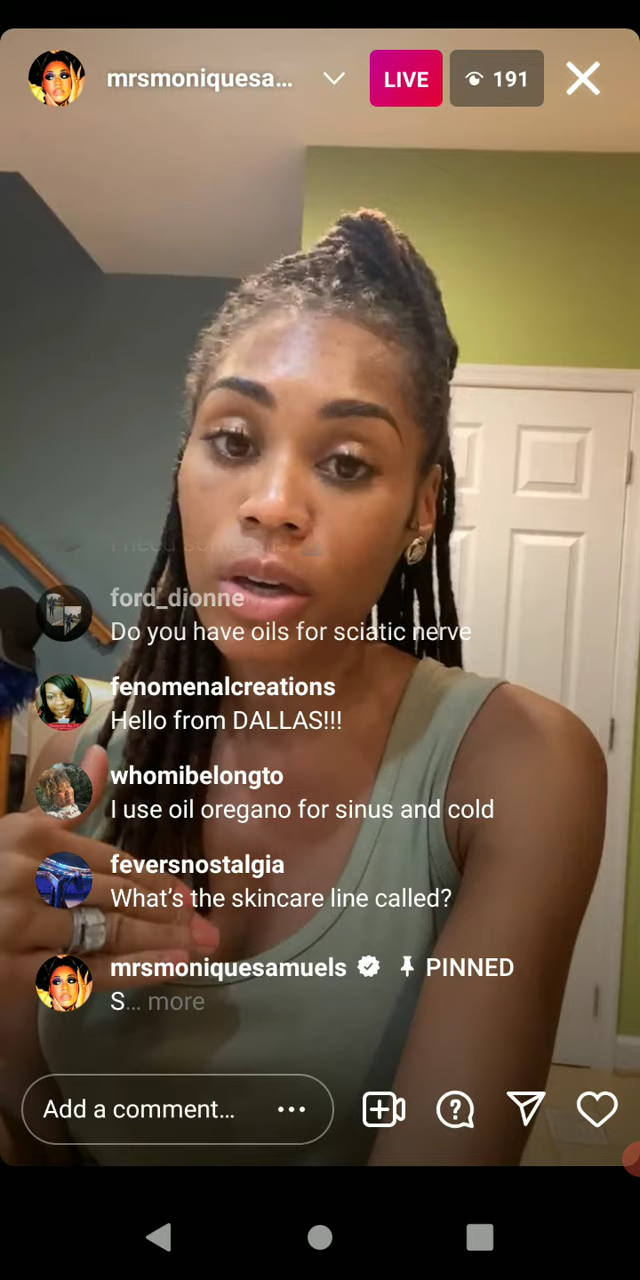 mrsmoniquesa...
LIVE
191
ford_dionne
Do you have oils for sciatic nerve
fenomenalcreations
Hello from DALLAS!!!
whomibelongto
I use oil oregano for sinus and cold
feversnostalgia
What's the skincare line called?
mrsmoniquesamuels PINNED
S... more
Add a comment...